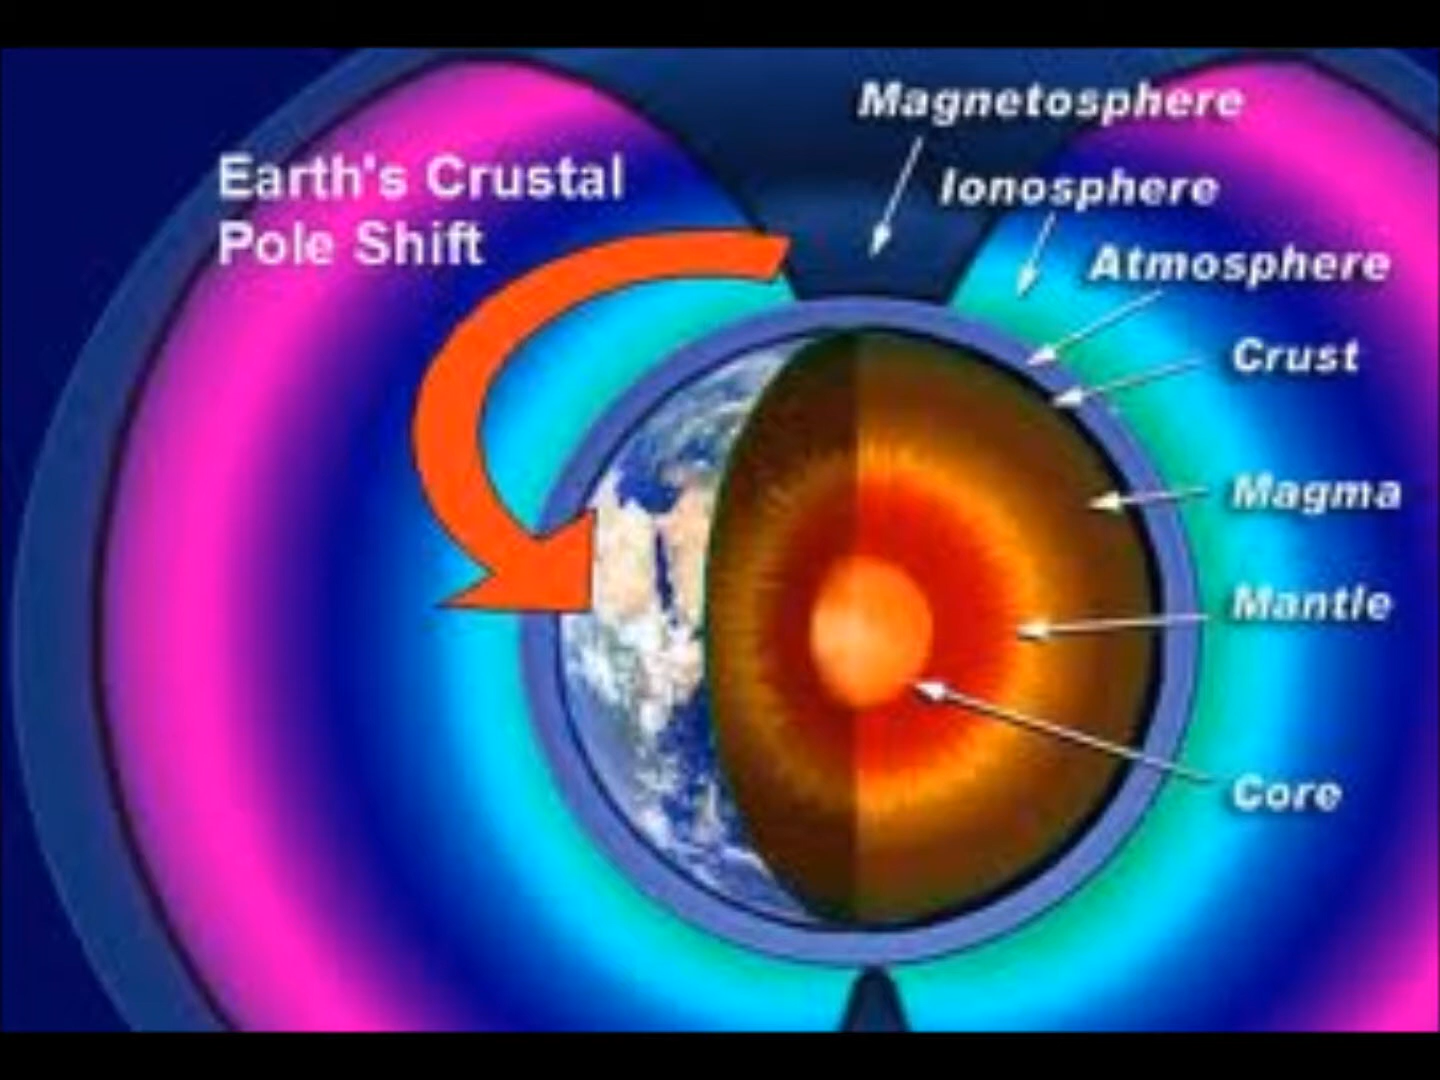 Magnetosphere
Earth's Crustal
Pole Shift
Ionosphere
Atmosphere
Crust
Magma
Mantle
Core